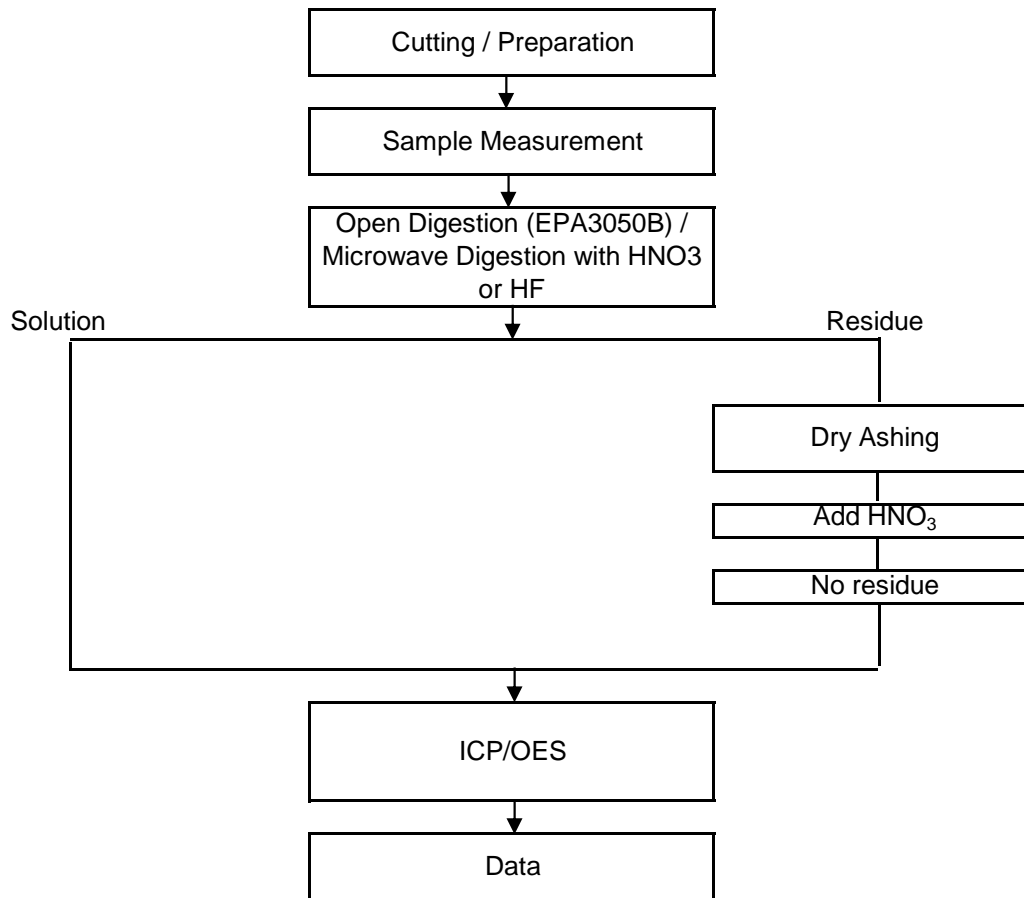 Cutting / Preparation
Sample Measurement
Open Digestion (EPA3050B) /
Microwave Digestion with HNO3
or HF
Solution
Residue
Dry Ashing
Add HNO₃
No residue
ICP/OES
Data